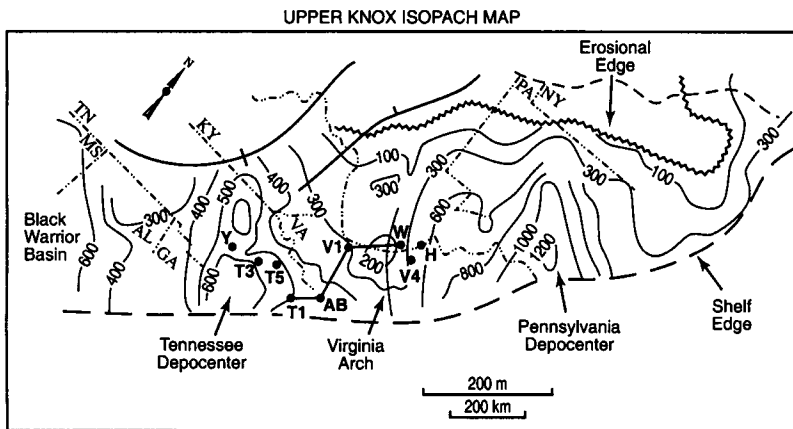 UPPER KNOX ISOPACH MAP
Erosional
Edge
N
TN
MS
KY
PA
NY
AL
GA
VA
100
300
300
400
500
400
300
300
400
600
600
200
600
800
1000
1200
300
100
300
Black
Warrior
Basin
Y
T3
T5
T1
AB
V1
W
V4
H
Tennessee
Depocenter
Virginia
Arch
Pennsylvania
Depocenter
Shelf
Edge
200 m
200 km